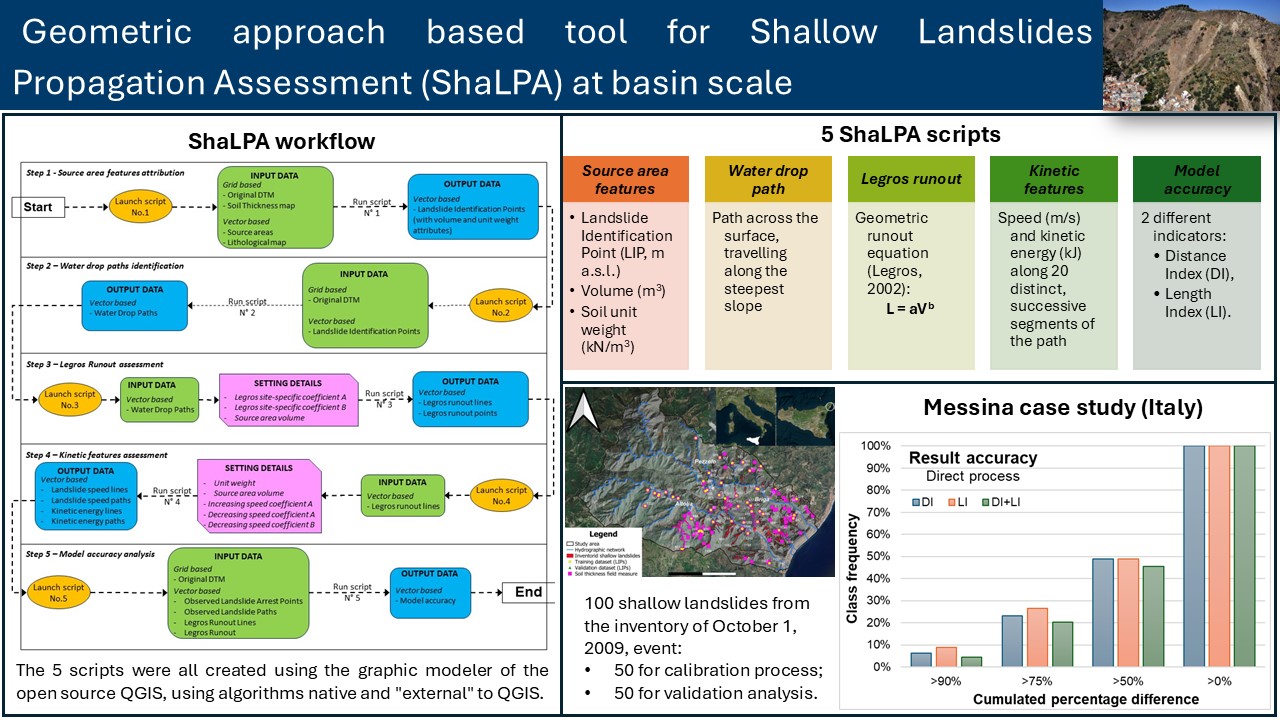 Geometric approach based tool for Shallow Landslides
Propagation Assessment (ShaLPA) at basin scale
ShaLPA workflow
Step 1 - Source area features attribution
Start
Launch script
No.1
INPUT DATA
Grid based
- Original DTM
- Soil Thickness map
Vector based
- Source areas
- Lithological map
Run script
N° 1
OUTPUT DATA
Vector based
- Landslide Identification Points
(with volume and unit weight
attributes)
Step 2 – Water drop paths identification
OUTPUT DATA
Vector based
- Water Drop Paths
Run script
N° 2
INPUT DATA
Grid based
- Original DTM
Vector based
- Landslide Identification Points
Launch script
No.2
Step 3 – Legros Runout assessment
Launch script
No.3
INPUT DATA
Vector based
- Water Drop Paths
SETTING DETAILS
- Legros site-specific coefficient A
- Legros site-specific coefficient B
- Source area volume
Run script
N° 3
OUTPUT DATA
Vector based
- Legros runout lines
- Legros runout points
Step 4 – Kinetic features assessment
OUTPUT DATA
Vector based
- Landslide speed lines
- Landslide speed paths
- Kinetic energy lines
- Kinetic energy paths
Run script
N° 4
SETTING DETAILS
- Unit weight
- Source area volume
- Increasing speed coefficient A
- Decreasing speed coefficient A
- Decreasing speed coefficient B
INPUT DATA
Vector based
- Legros runout lines
Launch script
No.4
Step 5 – Model accuracy analysis
Launch script
No.5
INPUT DATA
Grid based
- Original DTM
Vector based
- Observed Landslide Arrest Points
- Observed Landslide Paths
- Legros Runout Lines
- Legros Runout
Run script
N° 5
OUTPUT DATA
Vector based
- Model accuracy
End
The 5 scripts were all created using the graphic modeler of the
open source QGIS, using algorithms native and "external" to QGIS.
5 ShaLPA scripts
Source area
features
• Landslide
Identification
Point (LIP, m
a.s.l.)
• Volume (m³)
• Soil unit
weight
(kN/m³)
Water drop
path
Path across the
surface,
travelling
along the
steepest
slope
Legros runout
Geometric
runout
equation
(Legros,
2002):
L = aVᵇ
Kinetic
features
Speed (m/s)
and kinetic
energy (kJ)
along 20
distinct,
successive
segments of
the path
Model
accuracy
2 different
indicators:
• Distance
Index (DI),
• Length
Index (LI).
Legend
Study area
Hydrographic network
Inventorid shallow landslides
Training dataset (LIPs)
Validation dataset (LIPs)
Soil thickness field measure
100 shallow landslides from
the inventory of October 1,
2009, event:
• 50 for calibration process;
• 50 for validation analysis.
Messina case study (Italy)
Result accuracy
Direct process
DI LI DI+LI
Class frequency
100%
90%
80%
70%
60%
50%
40%
30%
20%
10%
0%
>90% >75% >50% >0%
Cumulated percentage difference